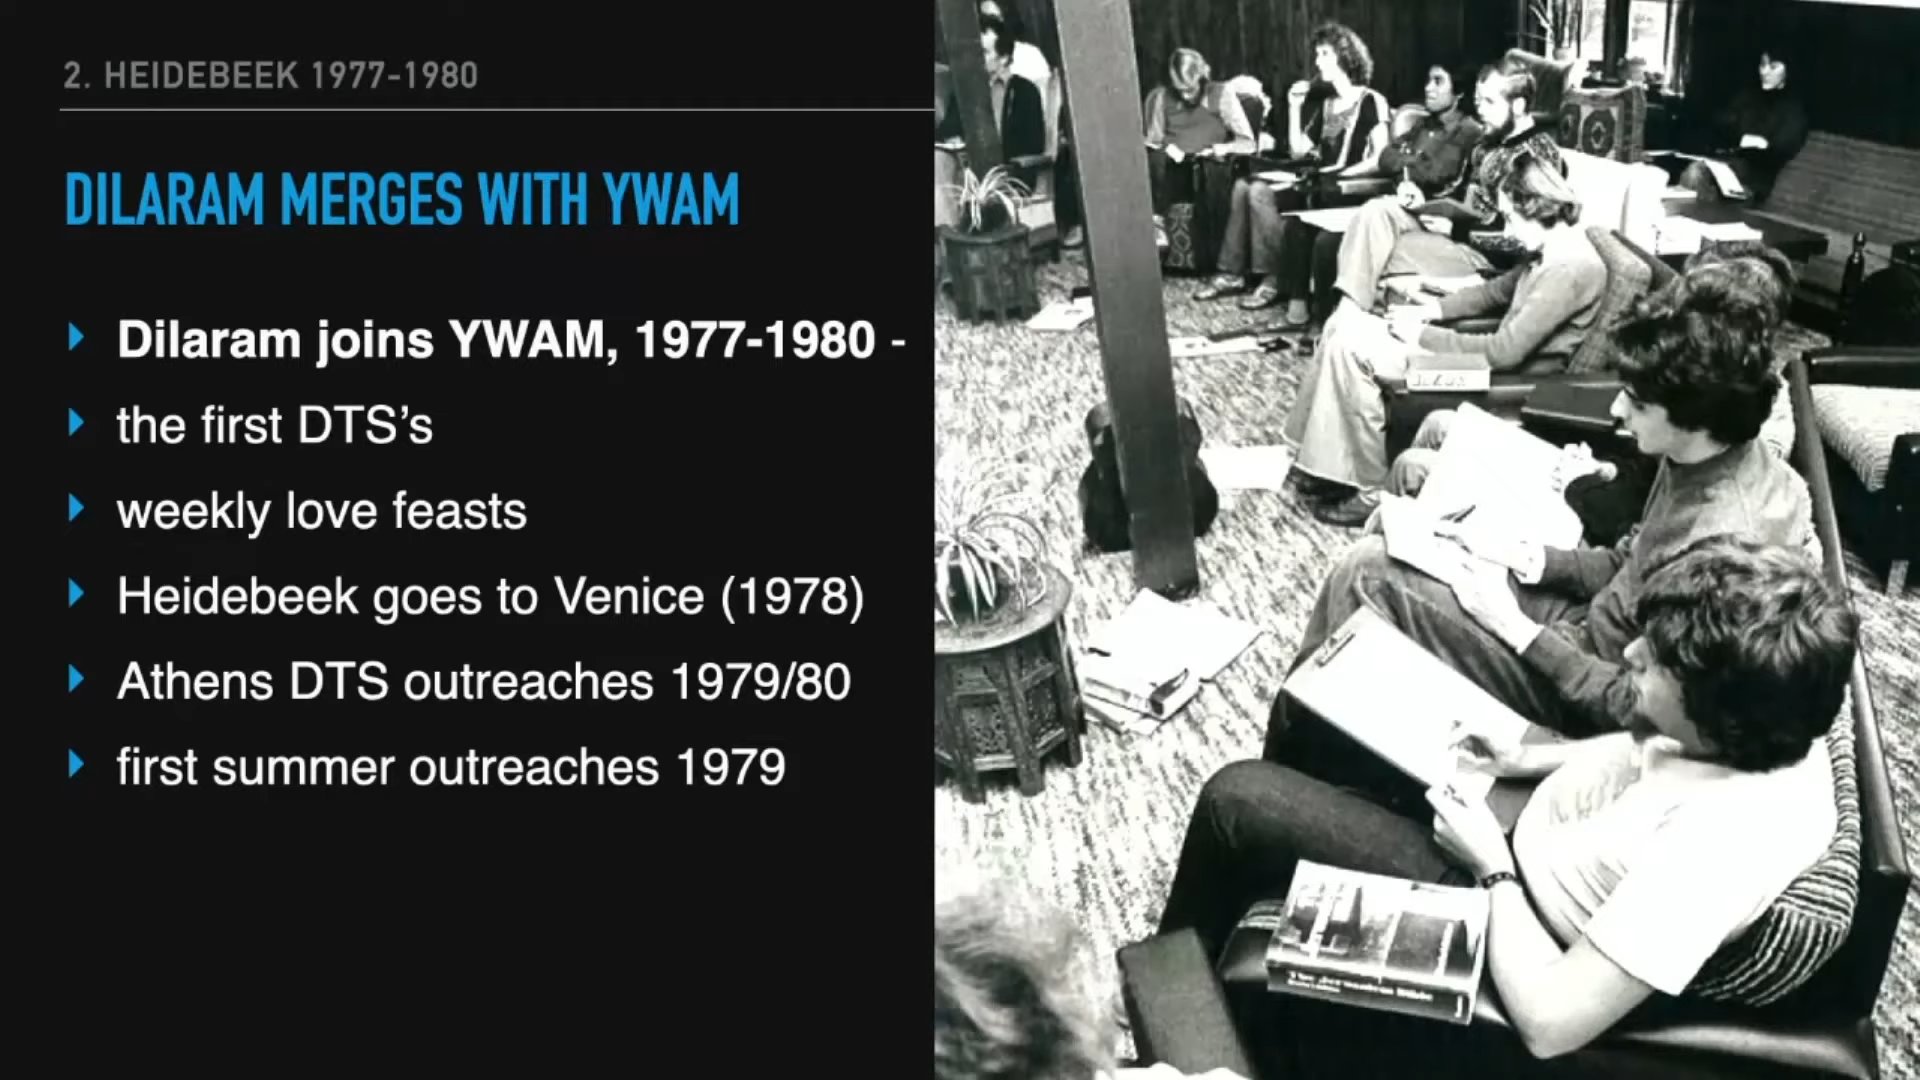 2. HEIDEBEEK 1977-1980
DILARAM MERGES WITH YWAM
Dilaram joins YWAM, 1977-1980 -
the first DTS’s
weekly love feasts
Heidebeek goes to Venice (1978)
Athens DTS outreaches 1979/80
first summer outreaches 1979